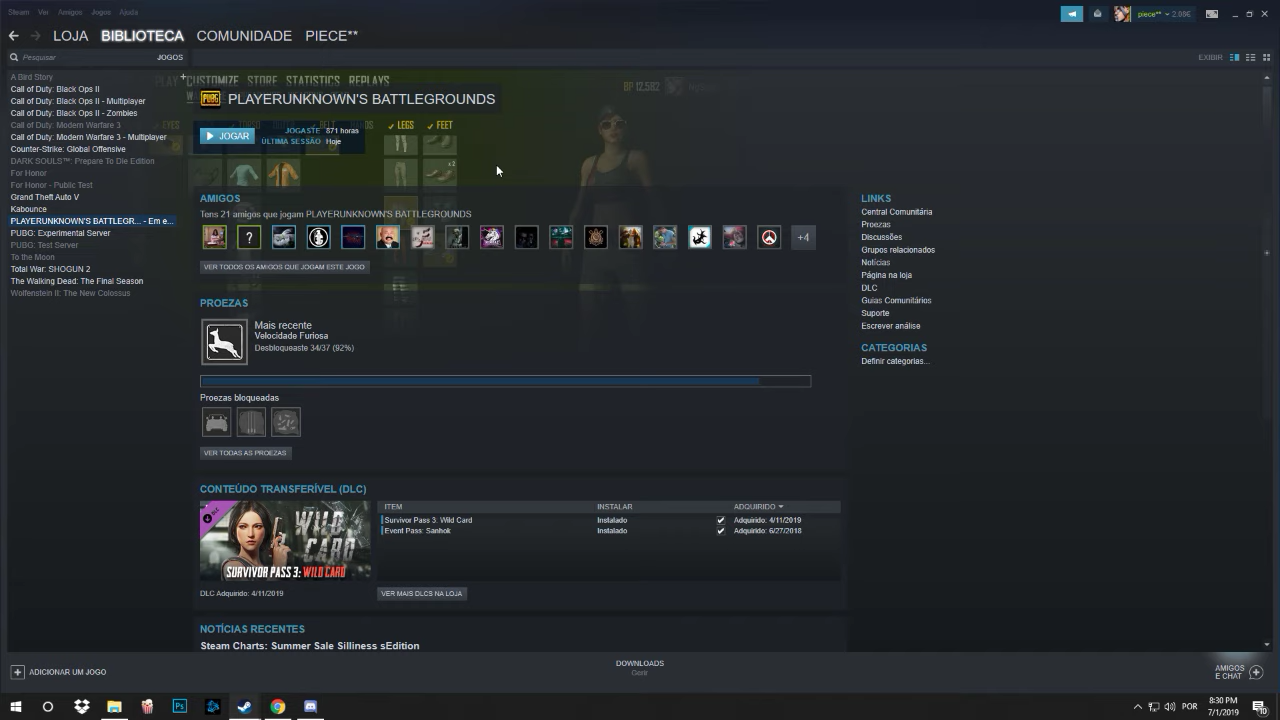 Steam Ver Amigos Jogos Ajuda
piece** 2.08€
LOJA BIBLIOTECA COMUNIDADE PIECE**
Pesquisar JOGOS
EXIBIR
A Bird Story
Call of Duty: Black Ops II
Call of Duty: Black Ops II - Multiplayer
Call of Duty: Black Ops II - Zombies
Call of Duty: Modern Warfare 3
Call of Duty: Modern Warfare 3 - Multiplayer
Counter-Strike: Global Offensive
DARK SOULS™: Prepare To Die Edition
For Honor
For Honor - Public Test
Grand Theft Auto V
Kabounce
PLAYERUNKNOWN'S BATTLEGR... - Em e...
PUBG: Experimental Server
PUBG: Test Server
To the Moon
Total War: SHOGUN 2
The Walking Dead: The Final Season
Wolfenstein II: The New Colossus
PLAY CUSTOMIZE STORE STATISTICS REPLAYS
BP 12,582
PUBG PLAYERUNKNOWN'S BATTLEGROUNDS
LEGS FEET
x2
JOGAR
JOGASTE 871 horas
ÚLTIMA SESSÃO Hoje
AMIGOS
Tens 21 amigos que jogam PLAYERUNKNOWN'S BATTLEGROUNDS
?
+4
VER TODOS OS AMIGOS QUE JOGAM ESTE JOGO
PROEZAS
Mais recente
Velocidade Furiosa
Desbloqueaste 34/37 (92%)
Proezas bloqueadas
VER TODAS AS PROEZAS
CONTEÚDO TRANSFERÍVEL (DLC)
WILD
CARD
SURVIVOR PASS 3: WILD CARD
DLC Adquirido: 4/11/2019
ITEM INSTALAR ADQUIRIDO
Survivor Pass 3: Wild Card Instalado Adquirido: 4/11/2019
Event Pass: Sanhok Instalado Adquirido: 6/27/2018
VER MAIS DLCS NA LOJA
NOTÍCIAS RECENTES
Steam Charts: Summer Sale Silliness sEdition
LINKS
Central Comunitária
Proezas
Discussões
Grupos relacionados
Notícias
Página na loja
DLC
Guias Comunitários
Suporte
Escrever análise
CATEGORIAS
Definir categorias...
ADICIONAR UM JOGO
DOWNLOADS
Gerir
AMIGOS
E CHAT
Ps
POR
8:30 PM
7/1/2019
10